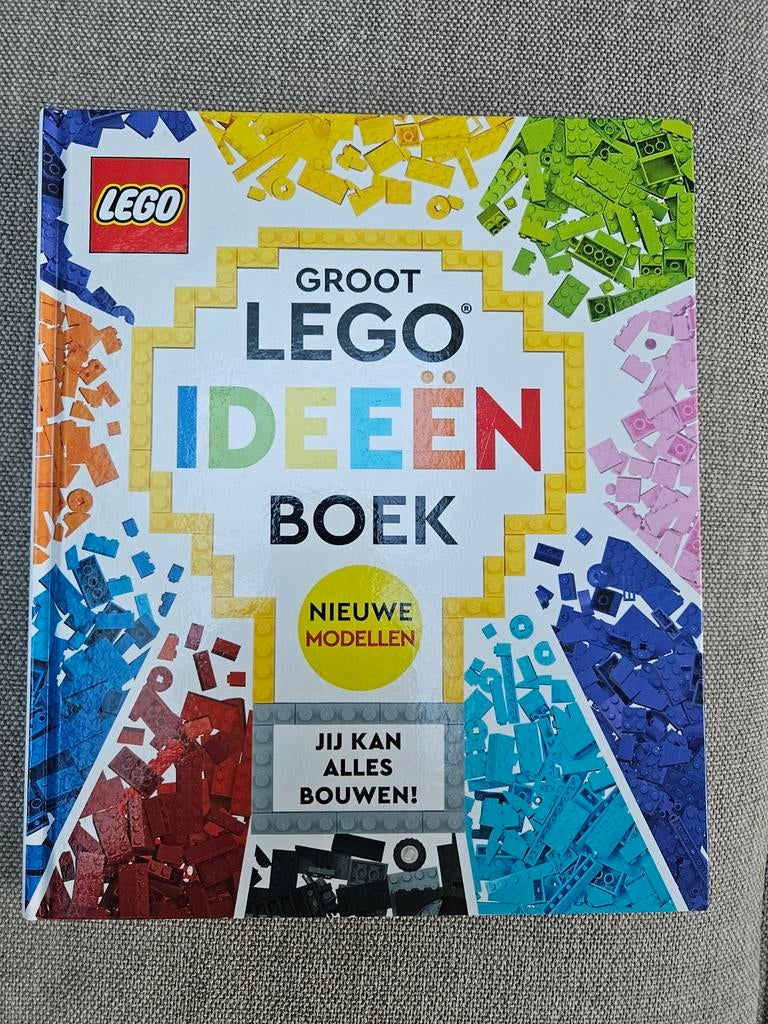 LEGO
GROOT
LEGO®
IDEEËN
BOEK
NIEUWE
MODELLEN
JIJ KAN
ALLES
BOUWEN!